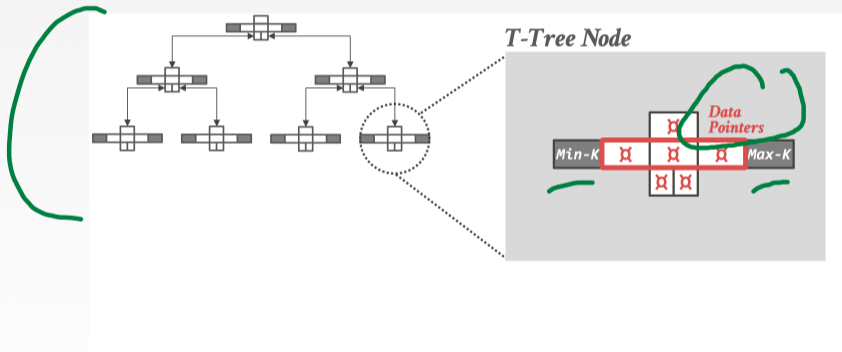 T-Tree Node
Data
Pointers
Min-K
Max-K